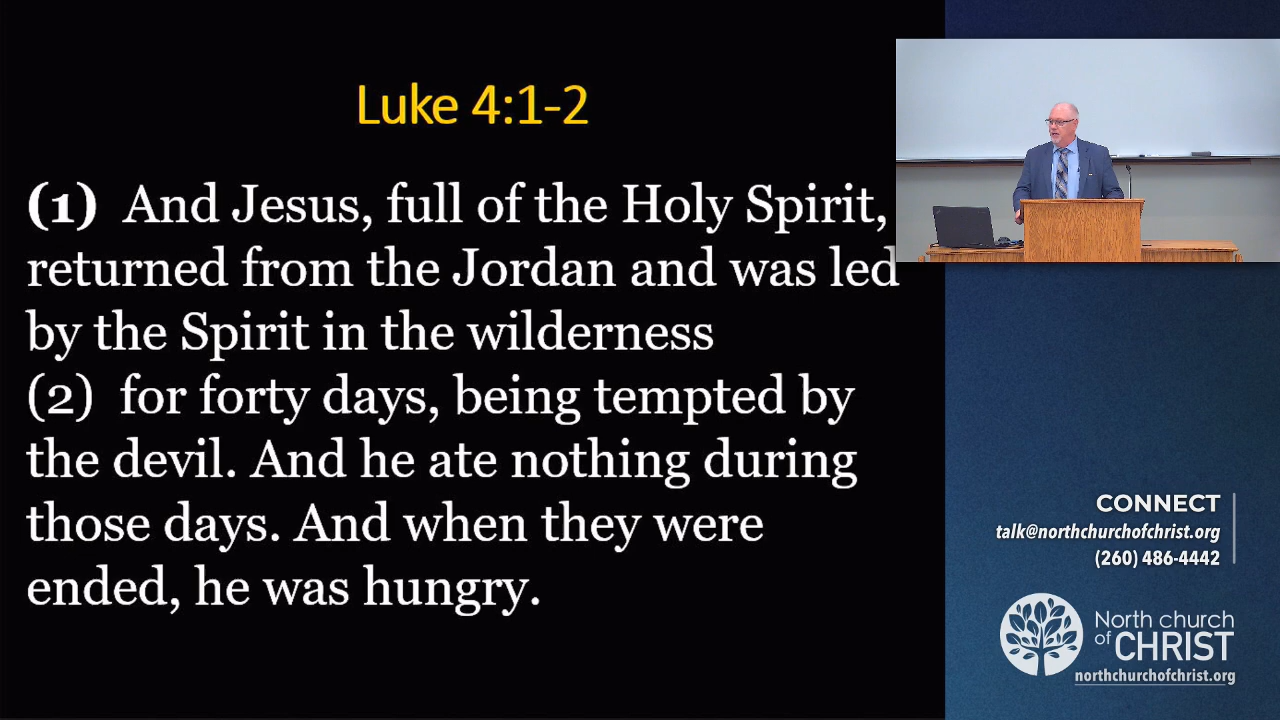 Luke 4:1-2
(1) And Jesus, full of the Holy Spirit,
returned from the Jordan and was led
by the Spirit in the wilderness
(2) for forty days, being tempted by
the devil. And he ate nothing during
those days. And when they were
ended, he was hungry.
CONNECT
talk@northchurchofchrist.org
(260) 486-4442
North church
of CHRIST
northchurchofchrist.org